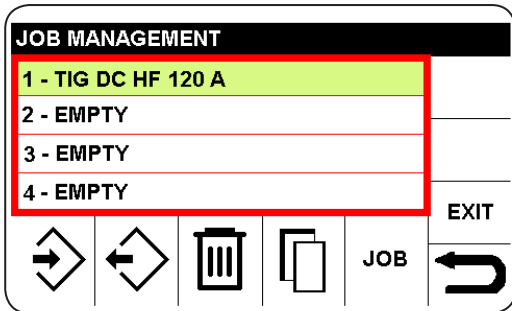 JOB MANAGEMENT
1 - TIG DC HF 120 A
2 - EMPTY
3 - EMPTY
4 - EMPTY
EXIT
JOB